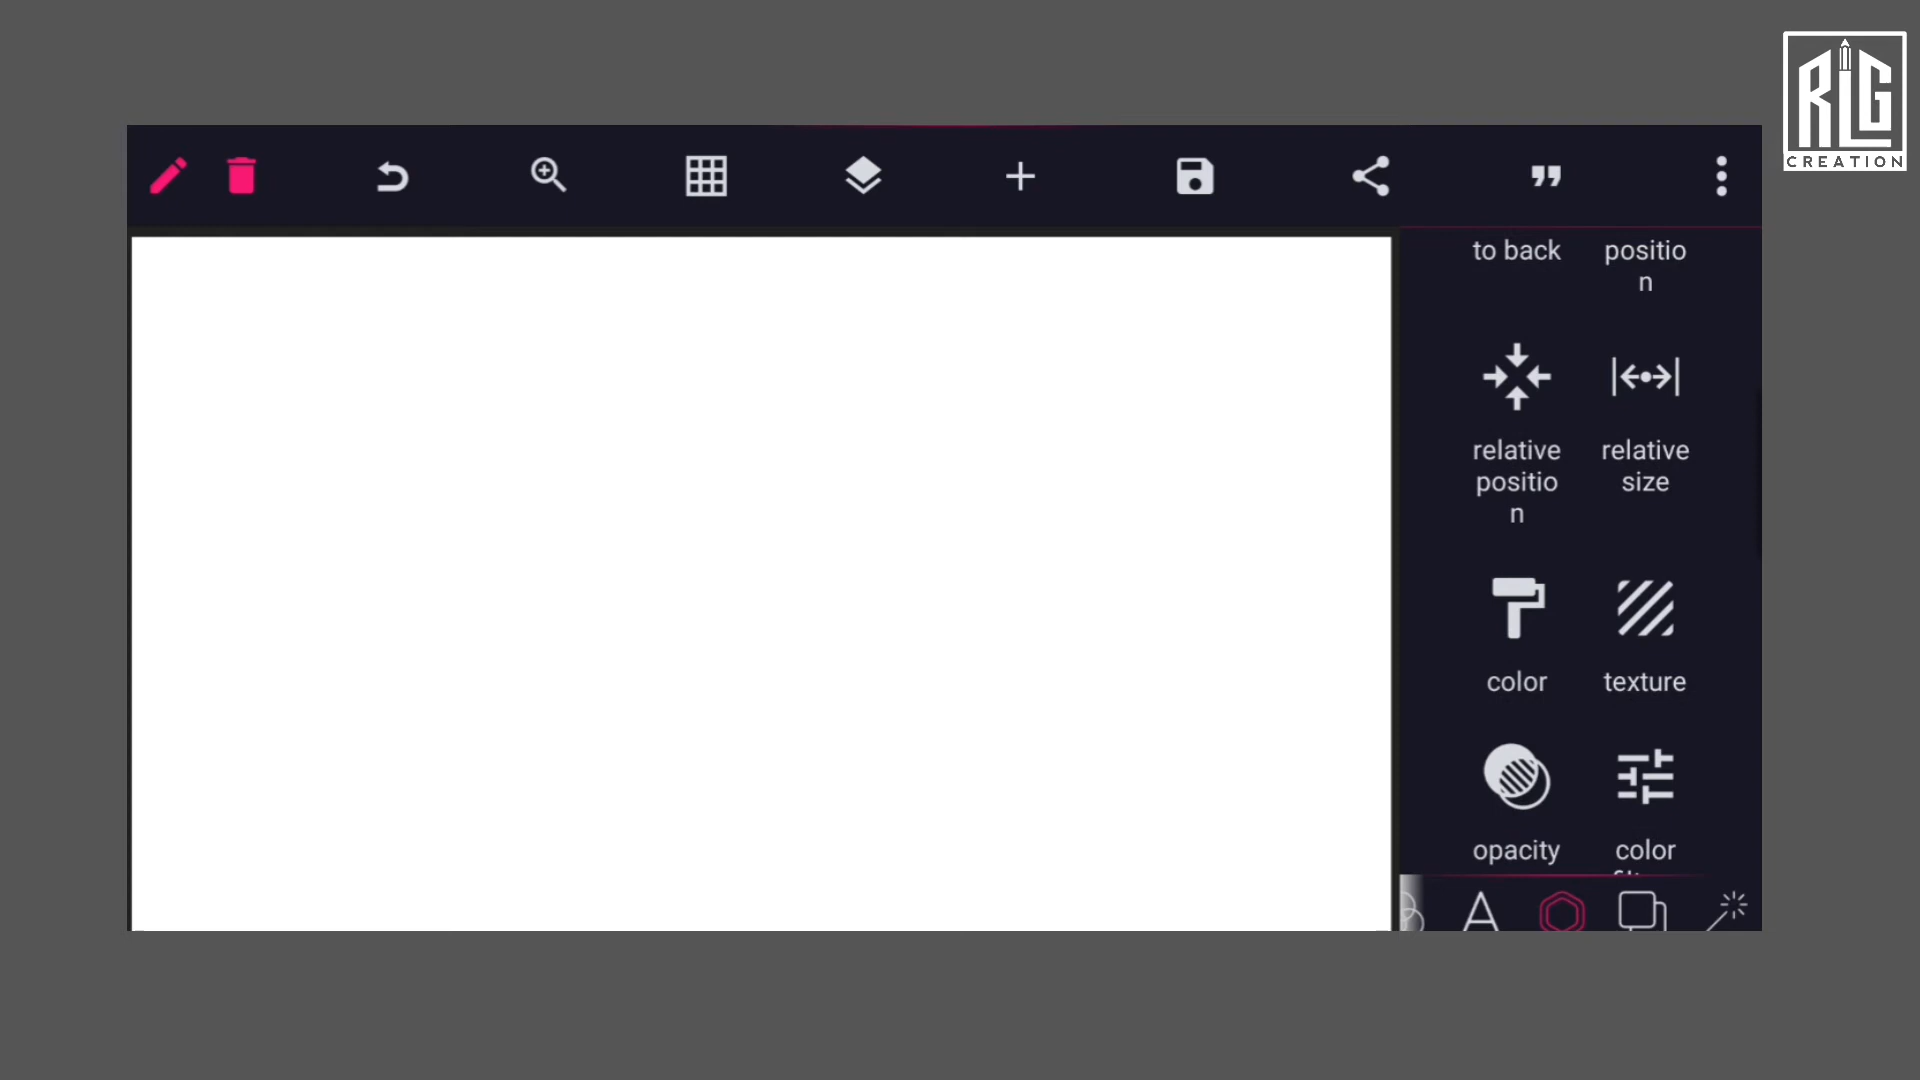 RLG
CREATION
to back
positio
n
relative
positio
n
relative
size
color
texture
opacity
color